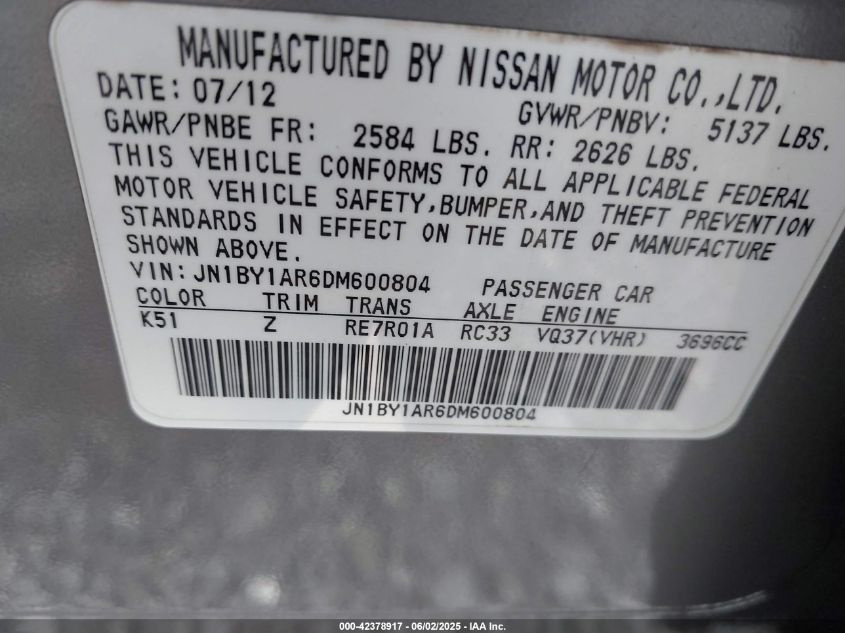 MANUFACTURED BY NISSAN MOTOR CO.,LTD.
DATE: 07/12 GVWR/PNBV: 5137 LBS.
GAWR/PNBE FR: 2584 LBS. RR: 2626 LBS.
THIS VEHICLE CONFORMS TO ALL APPLICABLE FEDERAL
MOTOR VEHICLE SAFETY,BUMPER,AND THEFT PREVENTION
STANDARDS IN EFFECT ON THE DATE OF MANUFACTURE
SHOWN ABOVE.
VIN: JN1BY1AR6DM600804 PASSENGER CAR
COLOR TRIM TRANS AXLE ENGINE
K51 Z RE7R01A RC33 VQ37(VHR) 3696CC
JN1BY1AR6DM600804
000-42378917 - 06/02/2025 - IAA Inc.